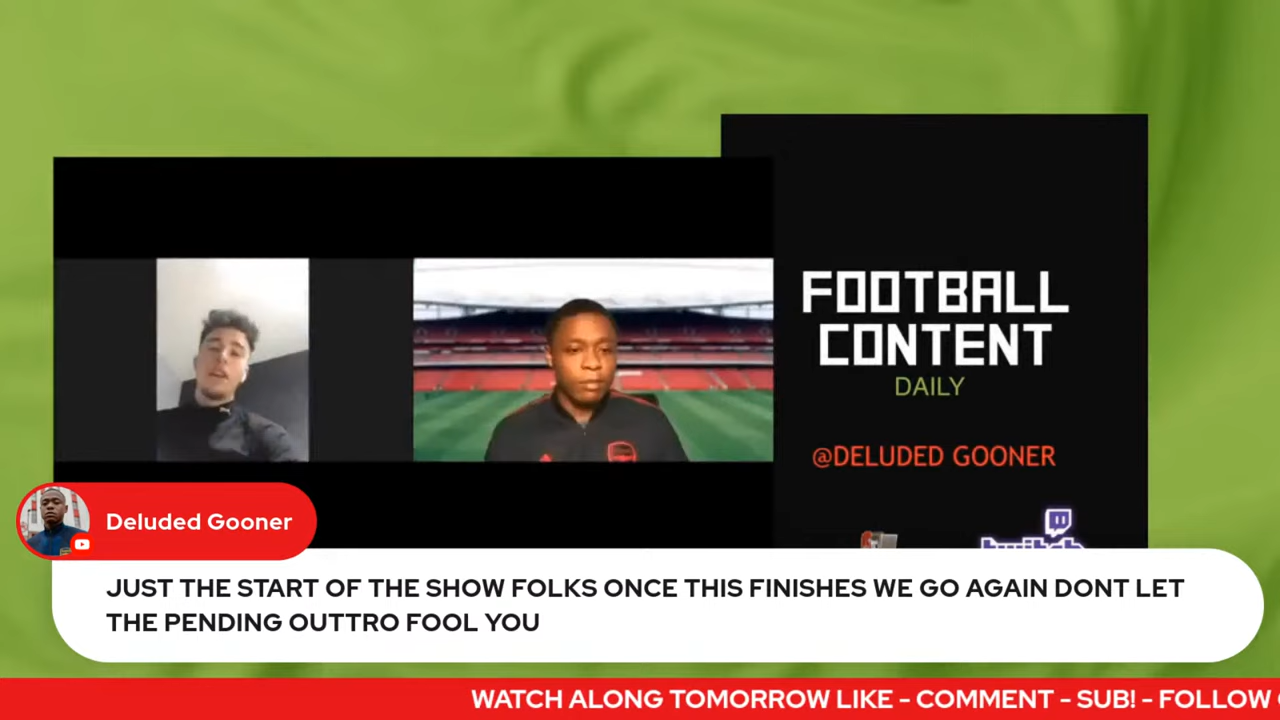 FOOTBALL
CONTENT
DAILY
@DELUDED GOONER
twitch
Deluded Gooner
JUST THE START OF THE SHOW FOLKS ONCE THIS FINISHES WE GO AGAIN DONT LET
THE PENDING OUTTRO FOOL YOU
WATCH ALONG TOMORROW LIKE - COMMENT - SUB! - FOLLOW